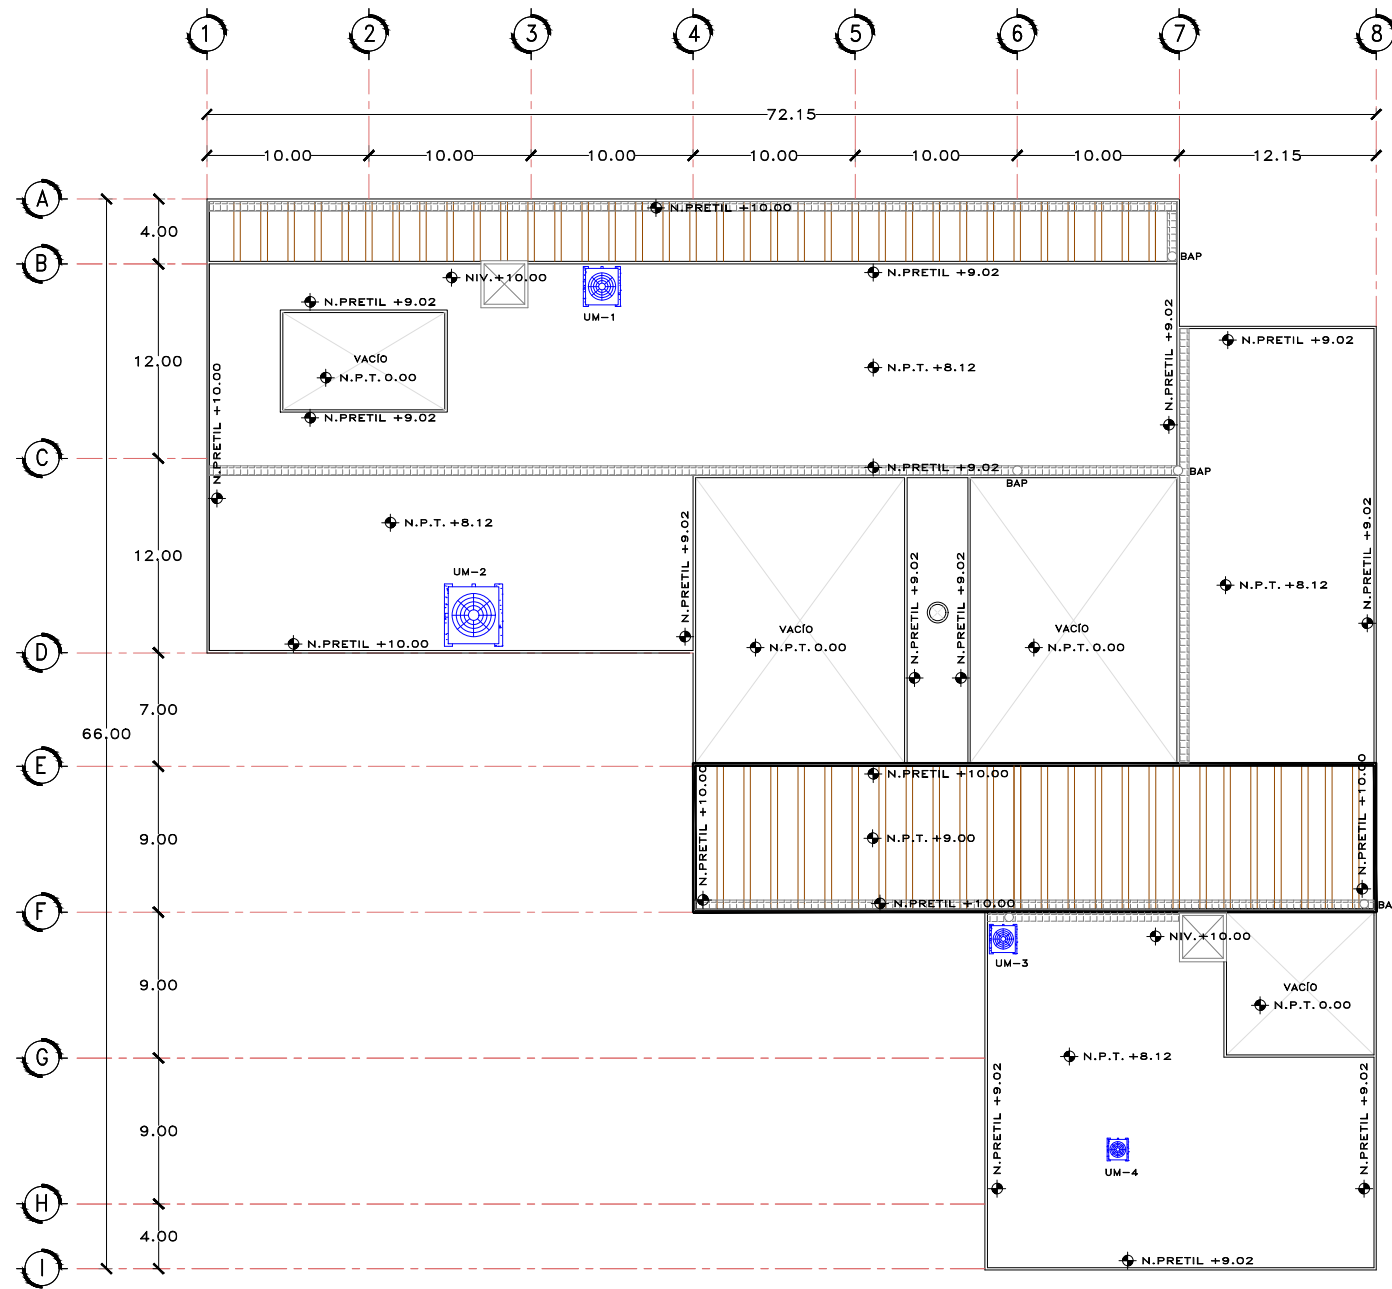 1 2 3 4 5 6 7 8
72.15
10.00 10.00 10.00 10.00 10.00 10.00 12.15
A
N.PRETIL +10.00
4.00
BAP
B
NIV.+10.00
N.PRETIL +9.02
N.PRETIL +9.02
UM-1
N.PRETIL +9.02
N.PRETIL +9.02
VACÍO
12.00
N.P.T. +8.12
N.P.T. 0.00
N.PRETIL +9.02
N.PRETIL +10.00
C
N.PRETIL +9.02
BAP
BAP
N.P.T. +8.12
N.PRETIL +9.02
N.PRETIL +9.02
N.PRETIL +9.02
N.PRETIL +9.02
12.00
UM-2
N.P.T. +8.12
VACÍO
VACÍO
N.PRETIL +10.00
N.P.T. 0.00
N.P.T. 0.00
D
7.00
66.00
E
N.PRETIL +10.00
N.PRETIL +10.00
N.PRETIL +10.00
9.00
N.P.T. +9.00
N.PRETIL +10.00
BA
F
NIV.+10.00
UM-3
9.00
VACÍO
N.P.T. 0.00
G
N.P.T. +8.12
N.PRETIL +9.02
N.PRETIL +9.02
9.00
UM-4
H
4.00
N.PRETIL +9.02
I